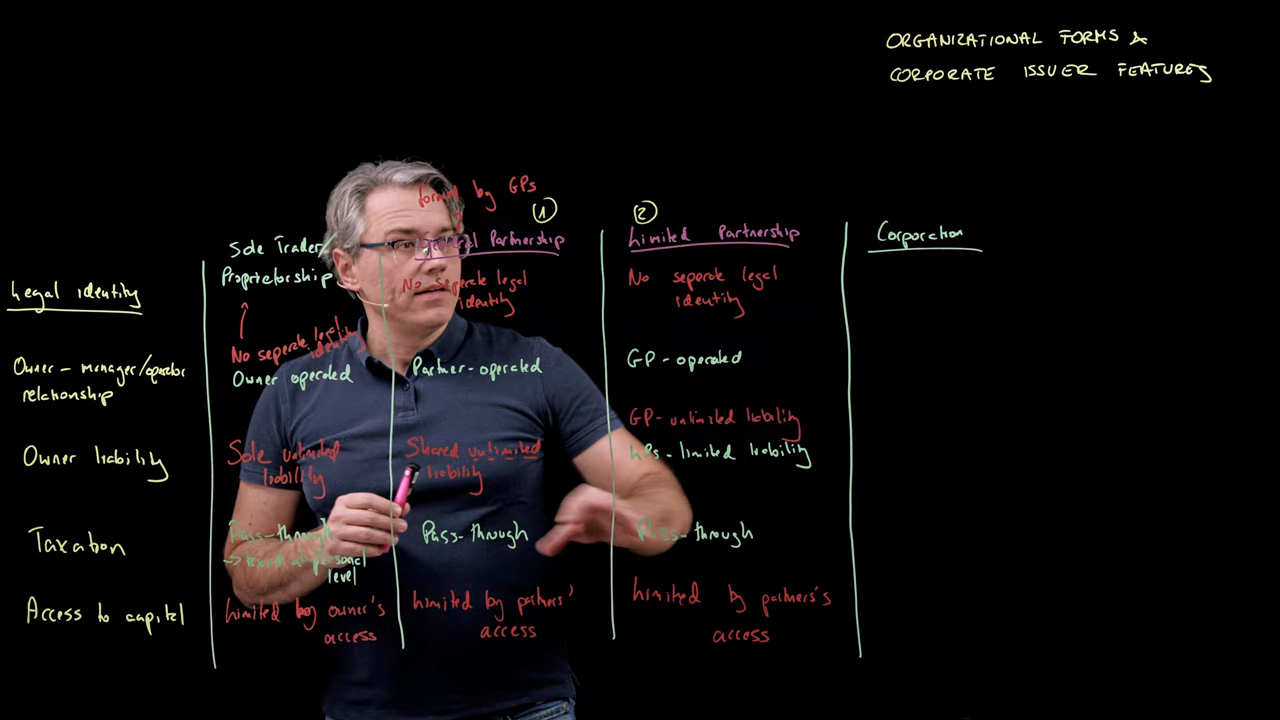 ORGANIZATIONAL FORMS &
CORPORATE ISSUER FEATURES
formed by GPs
1
2
Sole Trader/
Proprietorship
General Partnership
Limited Partnership
Corporation
Legal identity
No seperate legal
identity
No seperate legal
identity
No seperate legal
identity
Owner-manager/operator
relationship
Owner operated
Partner-operated
GP-operated
Owner liability
Sole unlimited
liability
Shared unlimited
liability
GP-unlimited liability
LPs-limited liability
Taxation
Pass-through
-> taxed at personal
level
Pass-through
Pass-through
Access to capital
Limited by owner's
access
Limited by partners'
access
Limited by partners's
access